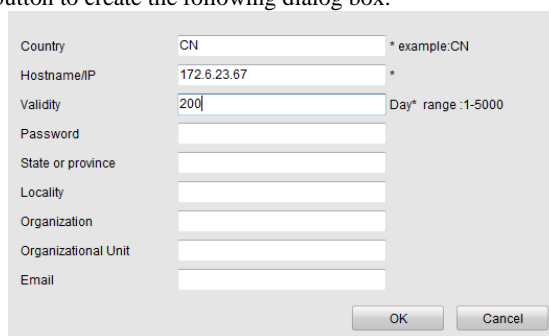 button to create the following dialog box.
Country CN * example:CN
Hostname/IP 172.6.23.67 *
Validity 200 Day* range :1-5000
Password
State or province
Locality
Organization
Organizational Unit
Email
OK Cancel